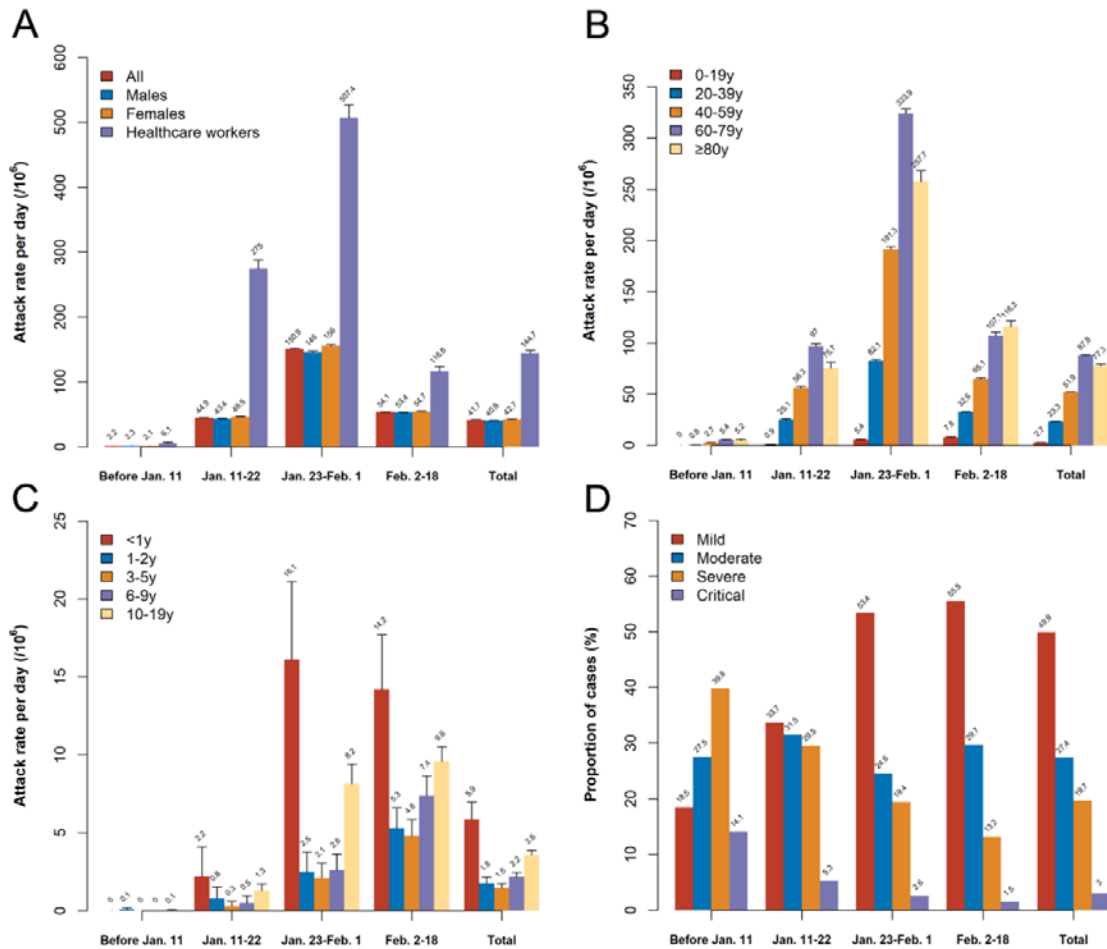 A
Attack rate per day (/10⁶)
600
500
400
300
200
100
0
All
Males
Females
Healthcare workers
2.2 2.3 2.1 6.1
44.9 43.4 275
150.9 146 156 507.4
54.1 53.4 54.7
41.7 42.7 144.7
Before Jan. 11 Jan. 11-22 Jan. 23-Feb. 1 Feb. 2-18 Total
B
Attack rate per day (/10⁶)
350
300
250
200
150
100
50
0
0-19y
20-39y
40-59y
60-79y
≥80y
0 0.8 2.7 5.4 5.2
0.9 25.1 56.3 97 75.7
5.4 82.1 191.3 323.9 257.7
7.8 32.6 65.1 107.1 116.3
2.7 23.3 51.9 87.8 77.3
Before Jan. 11 Jan. 11-22 Jan. 23-Feb. 1 Feb. 2-18 Total
C
Attack rate per day (/10⁶)
25
20
15
10
5
0
<1y
1-2y
3-5y
6-9y
10-19y
0 0.1 0 0 0.1
2.2 0.8 0.3 0.5 1.3
16.1 2.5 2.1 2.6 8.2
14.2 5.3 4.8 7.4 9.6
5.9 1.8 1.5 2.2 3.6
Before Jan. 11 Jan. 11-22 Jan. 23-Feb. 1 Feb. 2-18 Total
D
Proportion of cases (%)
70
60
50
40
30
20
10
0
Mild
Moderate
Severe
Critical
18.5 27.5 39.8 14.1
33.7 31.5 29.5 5.3
53.4 24.6 19.4 2.6
55.5 29.7 13.2 1.5
49.9 27.4 19.7 3
Before Jan. 11 Jan. 11-22 Jan. 23-Feb. 1 Feb. 2-18 Total